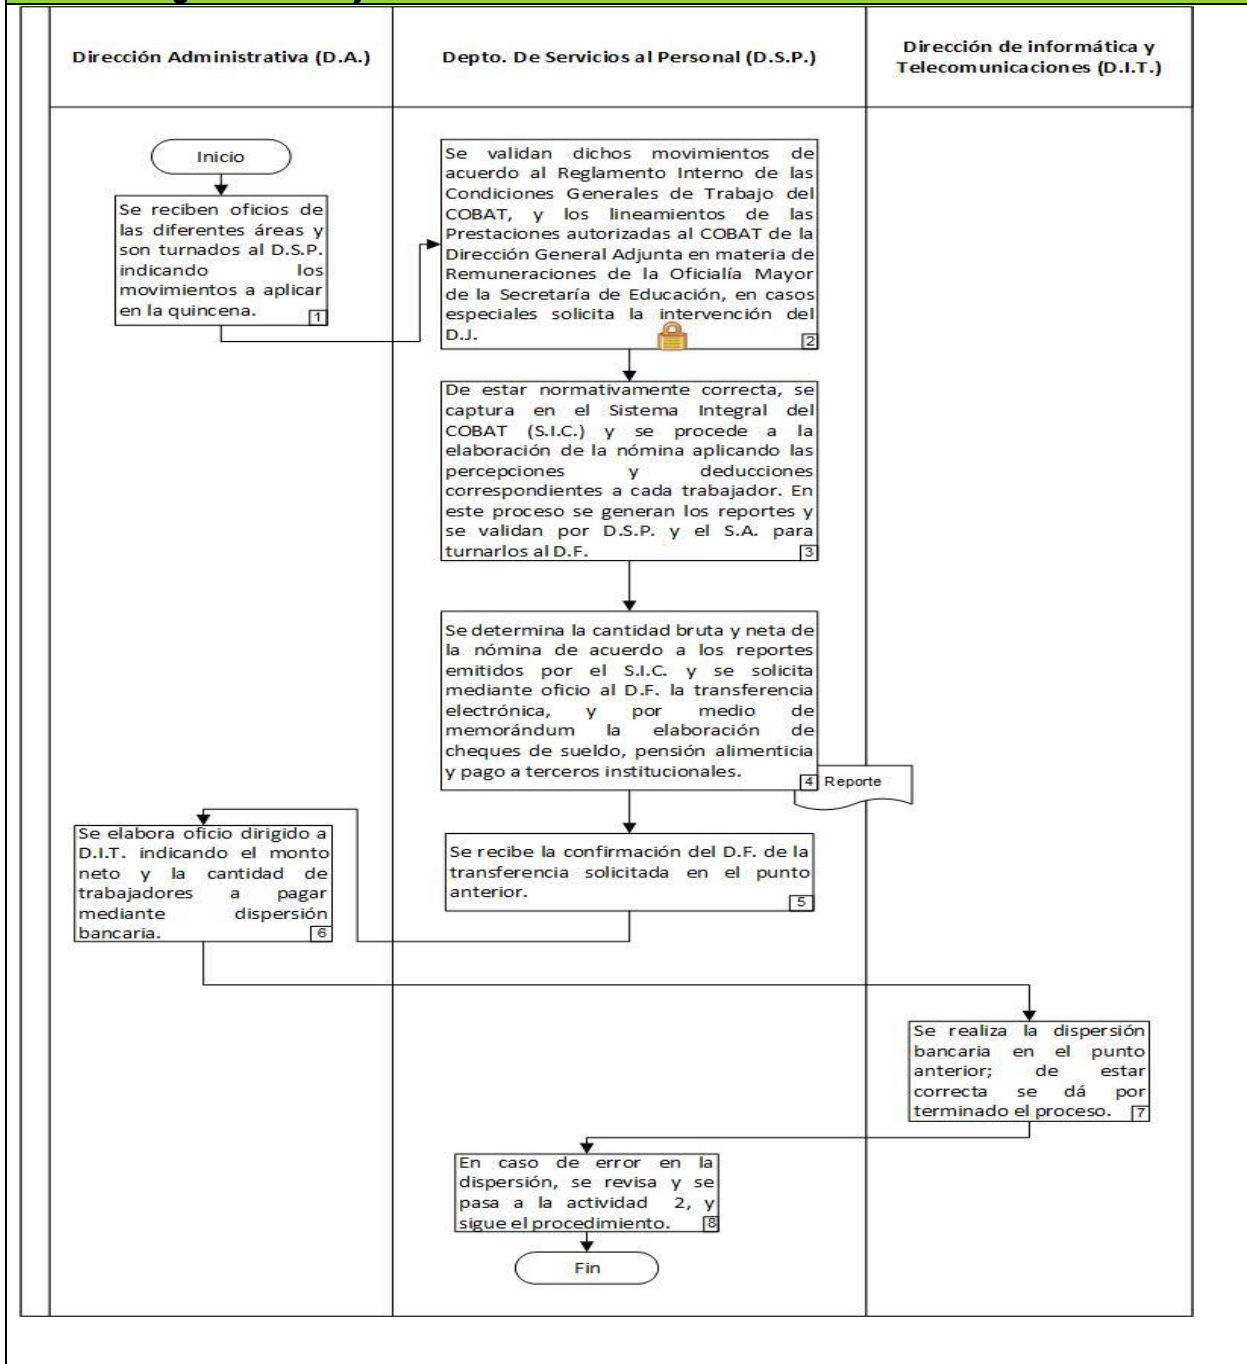 Dirección Administrativa (D.A.)
Depto. De Servicios al Personal (D.S.P.)
Dirección de informática y
Telecomunicaciones (D.I.T.)
Inicio
Se reciben oficios de
las diferentes áreas y
son turnados al D.S.P.
indicando los
movimientos a aplicar
en la quincena.
1
Se validan dichos movimientos de
acuerdo al Reglamento Interno de las
Condiciones Generales de Trabajo del
COBAT, y los lineamientos de las
Prestaciones autorizadas al COBAT de la
Dirección General Adjunta en materia de
Remuneraciones de la Oficialía Mayor
de la Secretaría de Educación, en casos
especiales solicita la intervención del
D.J.
2
De estar normativamente correcta, se
captura en el Sistema Integral del
COBAT (S.I.C.) y se procede a la
elaboración de la nómina aplicando las
percepciones y deducciones
correspondientes a cada trabajador. En
este proceso se generan los reportes y
se validan por D.S.P. y el S.A. para
turnarlos al D.F.
3
Se determina la cantidad bruta y neta de
la nómina de acuerdo a los reportes
emitidos por el S.I.C. y se solicita
mediante oficio al D.F. la transferencia
electrónica, y por medio de
memorándum la elaboración de
cheques de sueldo, pensión alimenticia
y pago a terceros institucionales.
4
Reporte
Se recibe la confirmación del D.F. de la
transferencia solicitada en el punto
anterior.
5
Se elabora oficio dirigido a
D.I.T. indicando el monto
neto y la cantidad de
trabajadores a pagar
mediante dispersión
bancaria.
6
Se realiza la dispersión
bancaria en el punto
anterior; de estar
correcta se dá por
terminado el proceso.
7
En caso de error en la
dispersión, se revisa y se
pasa a la actividad 2, y
sigue el procedimiento.
8
Fin